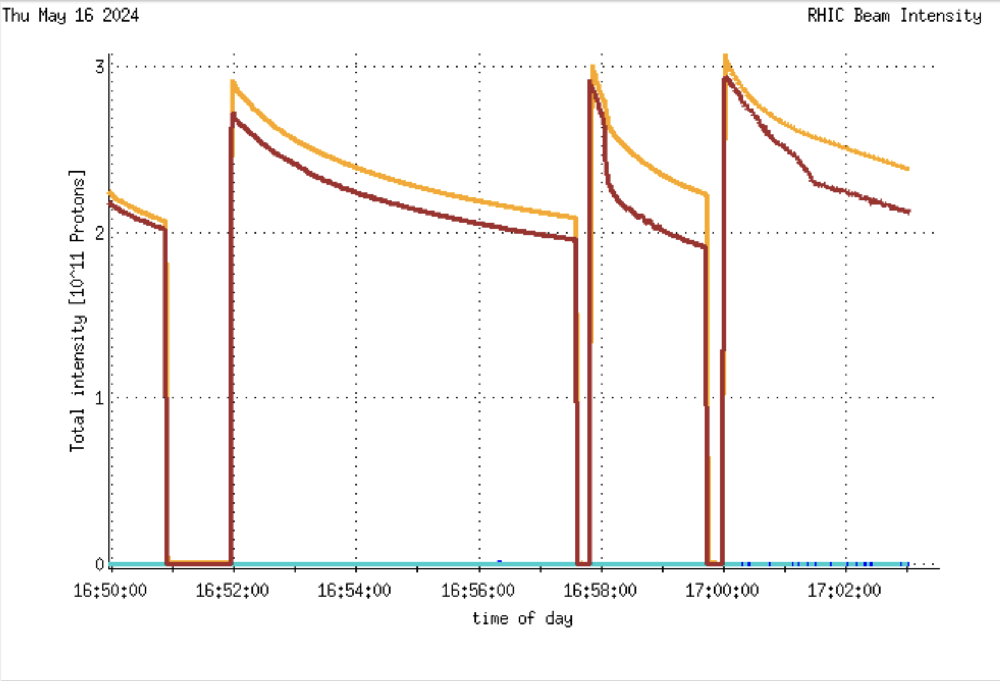 Thu May 16 2024
RHIC Beam Intensity
Total intensity [10^11 Protons]
3
2
1
0
16:50:00 16:52:00 16:54:00 16:56:00 16:58:00 17:00:00 17:02:00
time of day